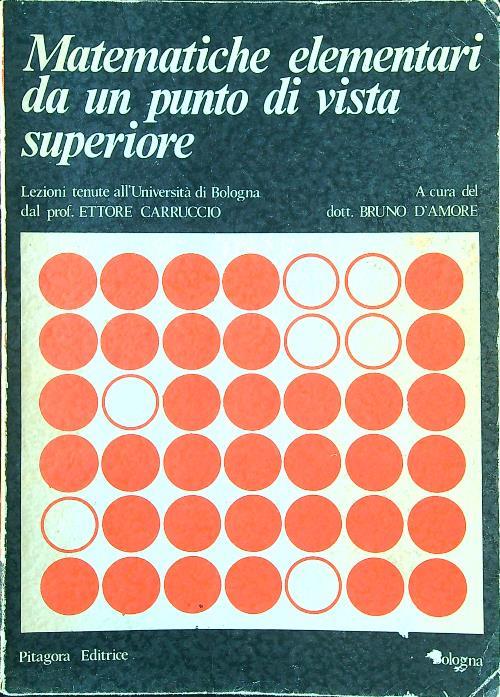 Matematiche elementari
da un punto di vista
superiore
Lezioni tenute all'Università di Bologna
dal prof. ETTORE CARRUCCIO
A cura del
dott. BRUNO D'AMORE
Pitagora Editrice
Bologna